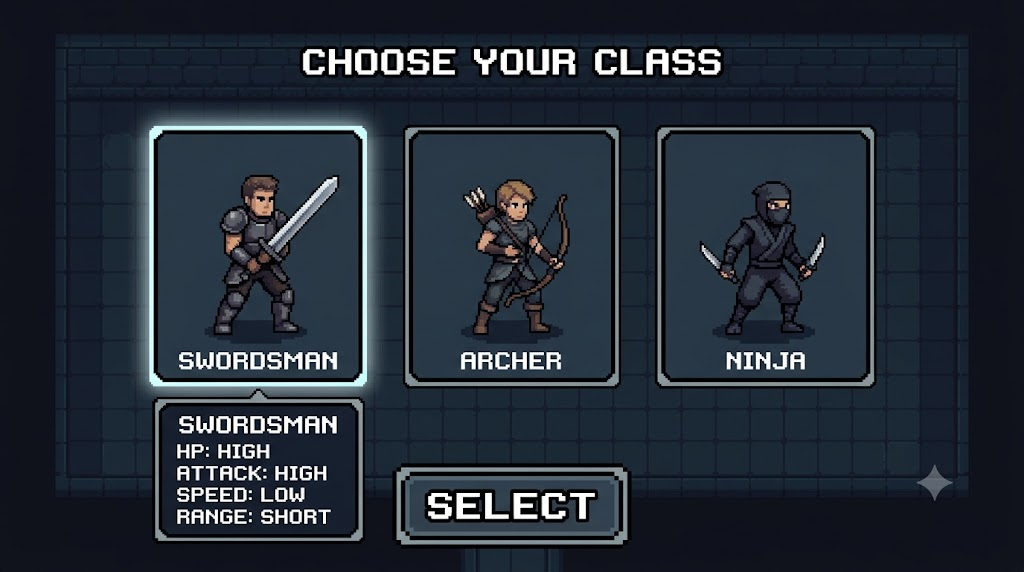 CHOOSE YOUR CLASS
SWORDSMAN
ARCHER
NINJA
SWORDSMAN
HP: HIGH
ATTACK: HIGH
SPEED: LOW
RANGE: SHORT
SELECT